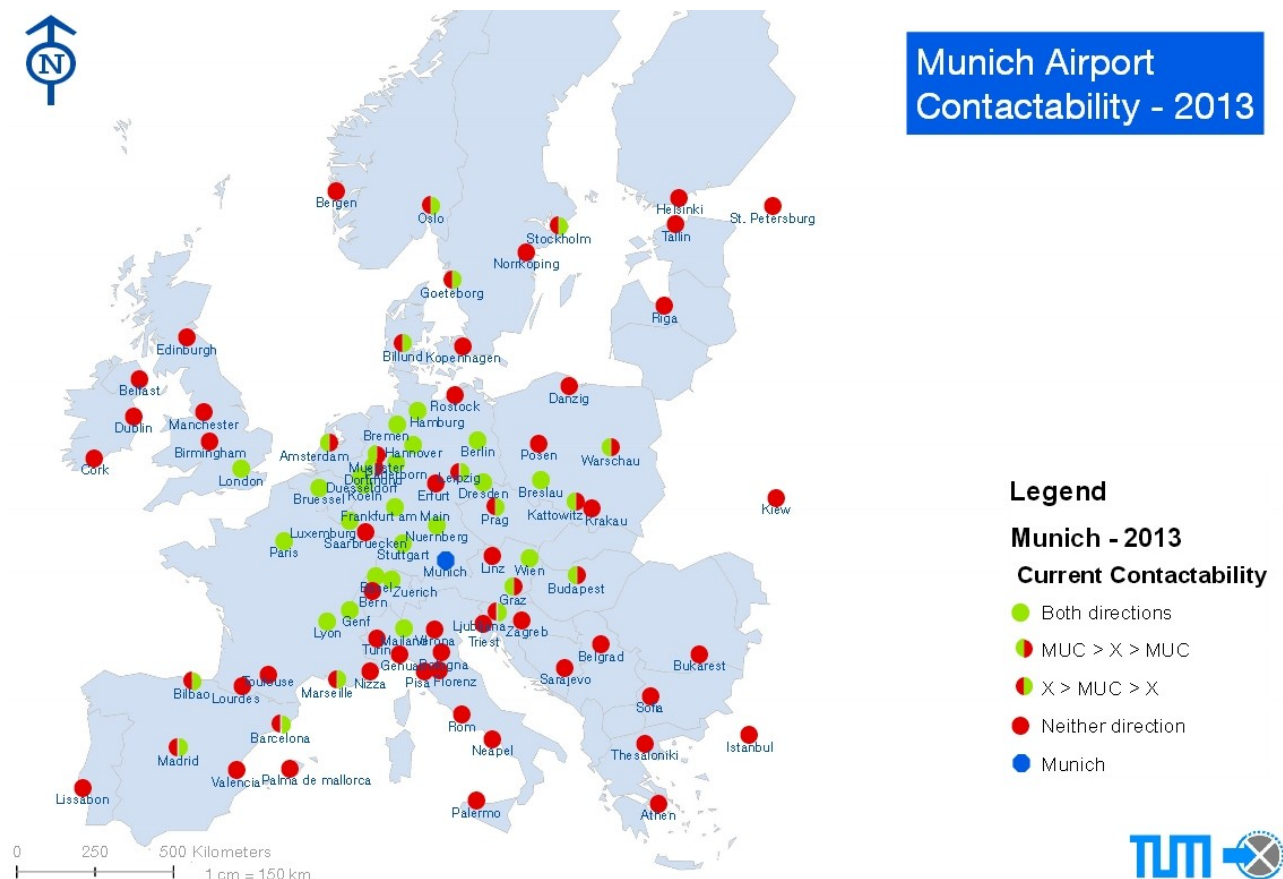 N
Munich Airport
Contactability - 2013
Bergen
Oslo
Helsinki
St. Petersburg
Tallin
Stockholm
Norrkoping
Goeteborg
Riga
Edinburgh
Billund
Kopenhagen
Belfast
Danzig
Rostock
Hamburg
Dublin
Manchester
Bremen
Birmingham
Amsterdam
Hannover
Berlin
Posen
Warschau
Cork
London
Muenster
Paderborn
Leipzig
Dortmund
Duesseldorf
Bruessel
Koeln
Erfurt
Dresden
Breslau
Kattowitz
Krakau
Kiew
Frankfurt am Main
Prag
Luxemburg
Nuernberg
Saarbruecken
Paris
Stuttgart
Munich
Linz
Wien
Budapest
Basel
Zuerich
Bern
Graz
Genf
Lyon
Mailand
Verona
Ljubljana
Triest
Zagreb
Turin
Genua
Bologna
Belgrad
Bukarest
Toulouse
Bilbao
Lourdes
Marseille
Nizza
Pisa
Florenz
Sarajevo
Sofia
Rom
Barcelona
Madrid
Neapel
Thesaloniki
Istanbul
Valencia
Palma de mallorca
Lissabon
Palermo
Athen
Legend
Munich - 2013
Current Contactability
Both directions
MUC > X > MUC
X > MUC > X
Neither direction
Munich
0 250 500 Kilometers
1 cm = 150 km
TUM